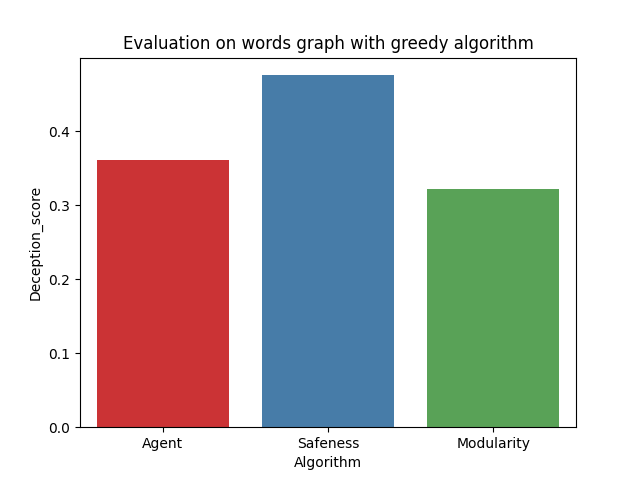 Evaluation on words graph with greedy algorithm
Deception_score
0.4
0.3
0.2
0.1
0.0
Agent
Safeness
Modularity
Algorithm